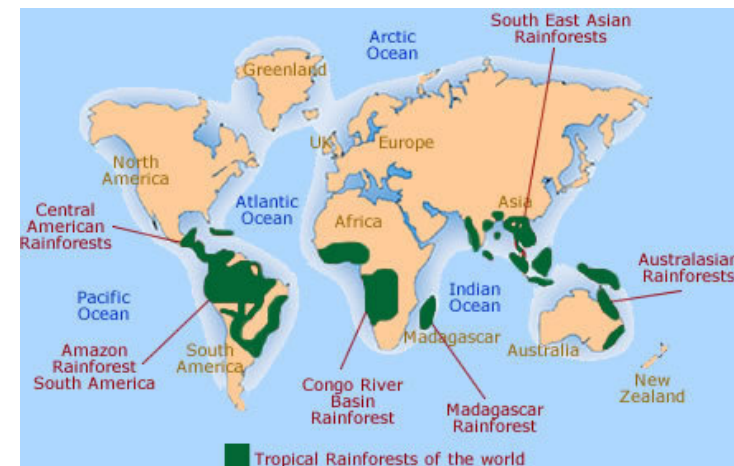 South East Asian
Rainforests
Arctic
Ocean
Greenland
UK
Europe
North
America
Atlantic
Ocean
Asia
Central
American
Rainforests
Africa
Australasian
Rainforests
Pacific
Ocean
Indian
Ocean
Madagascar
Amazon
Rainforest
South America
South
America
Australia
Congo River
Basin
Rainforest
Madagascar
Rainforest
New
Zealand
Tropical Rainforests of the world